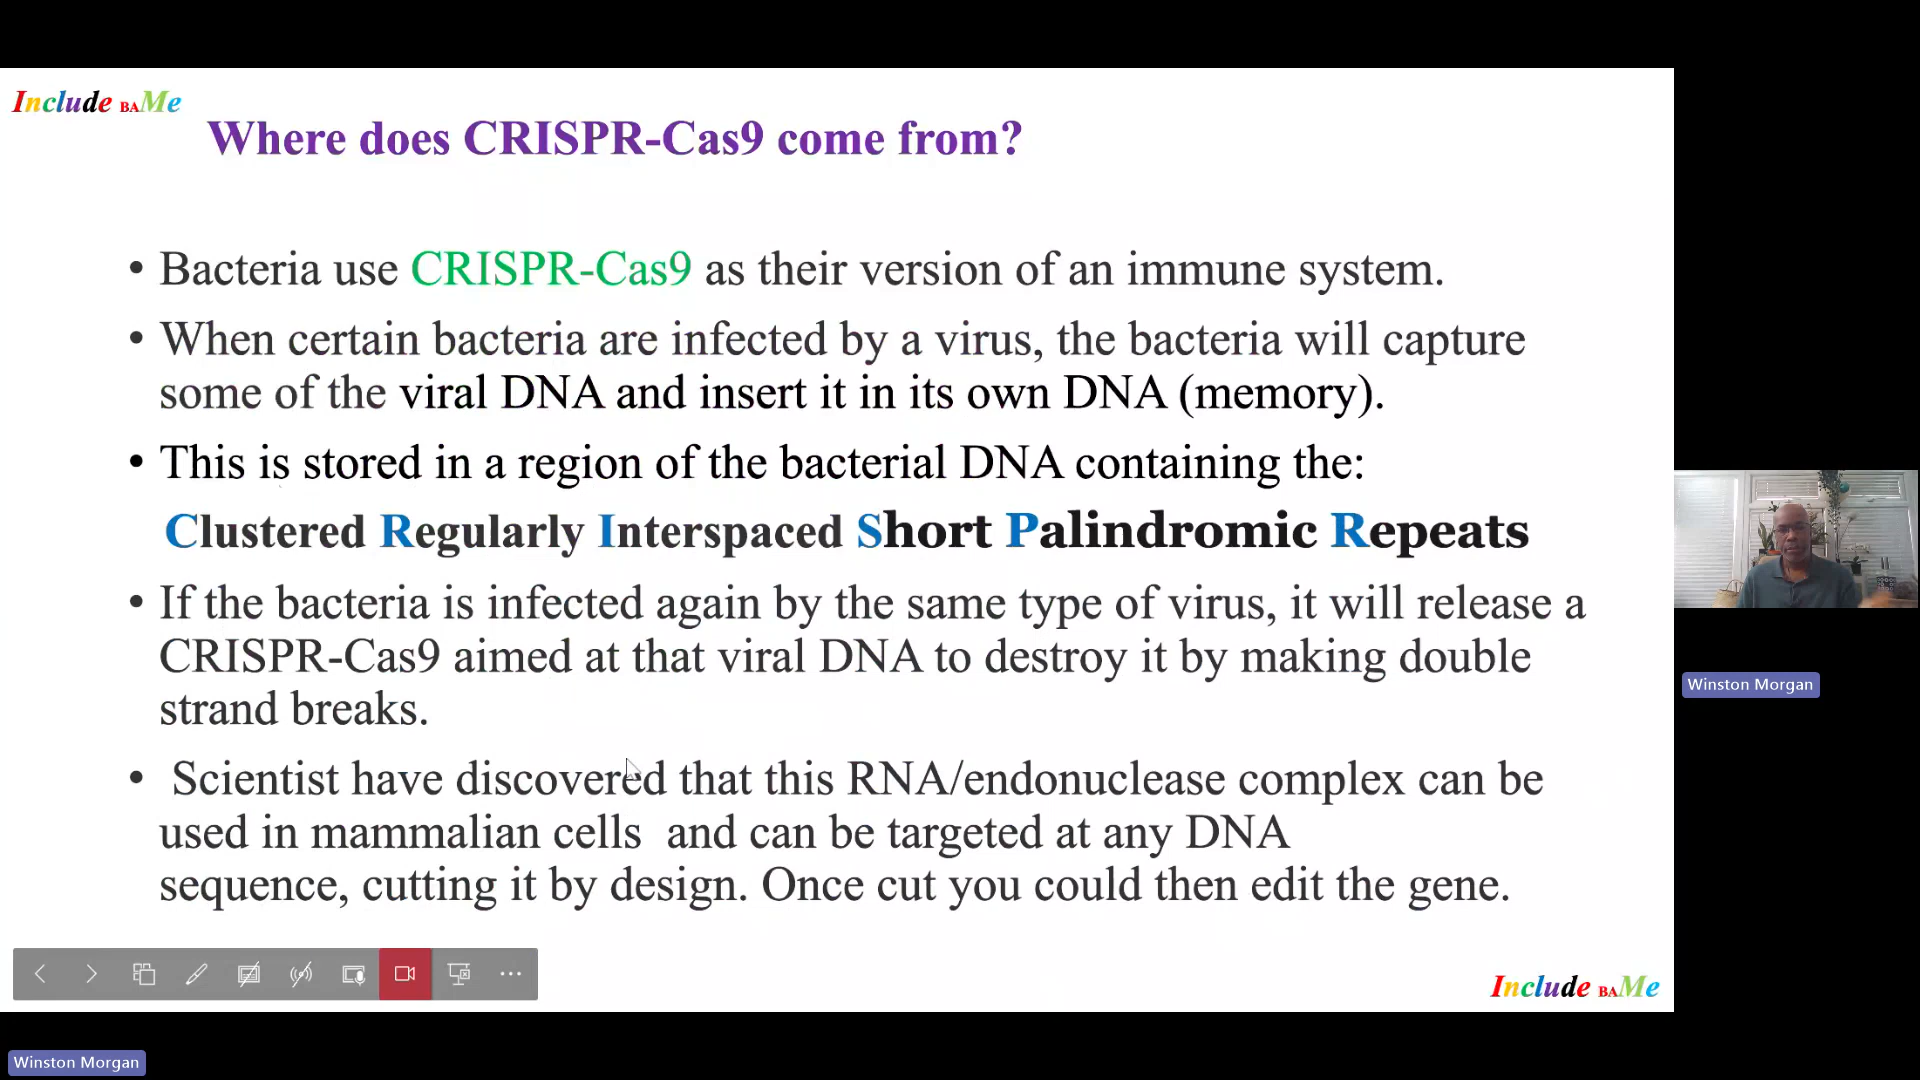 Include BAMe
Where does CRISPR-Cas9 come from?
• Bacteria use CRISPR-Cas9 as their version of an immune system.
• When certain bacteria are infected by a virus, the bacteria will capture
some of the viral DNA and insert it in its own DNA (memory).
• This is stored in a region of the bacterial DNA containing the:
Clustered Regularly Interspaced Short Palindromic Repeats
• If the bacteria is infected again by the same type of virus, it will release a
CRISPR-Cas9 aimed at that viral DNA to destroy it by making double
strand breaks.
• Scientist have discovered that this RNA/endonuclease complex can be
used in mammalian cells and can be targeted at any DNA
sequence, cutting it by design. Once cut you could then edit the gene.
Include BAMe
Winston Morgan
Winston Morgan